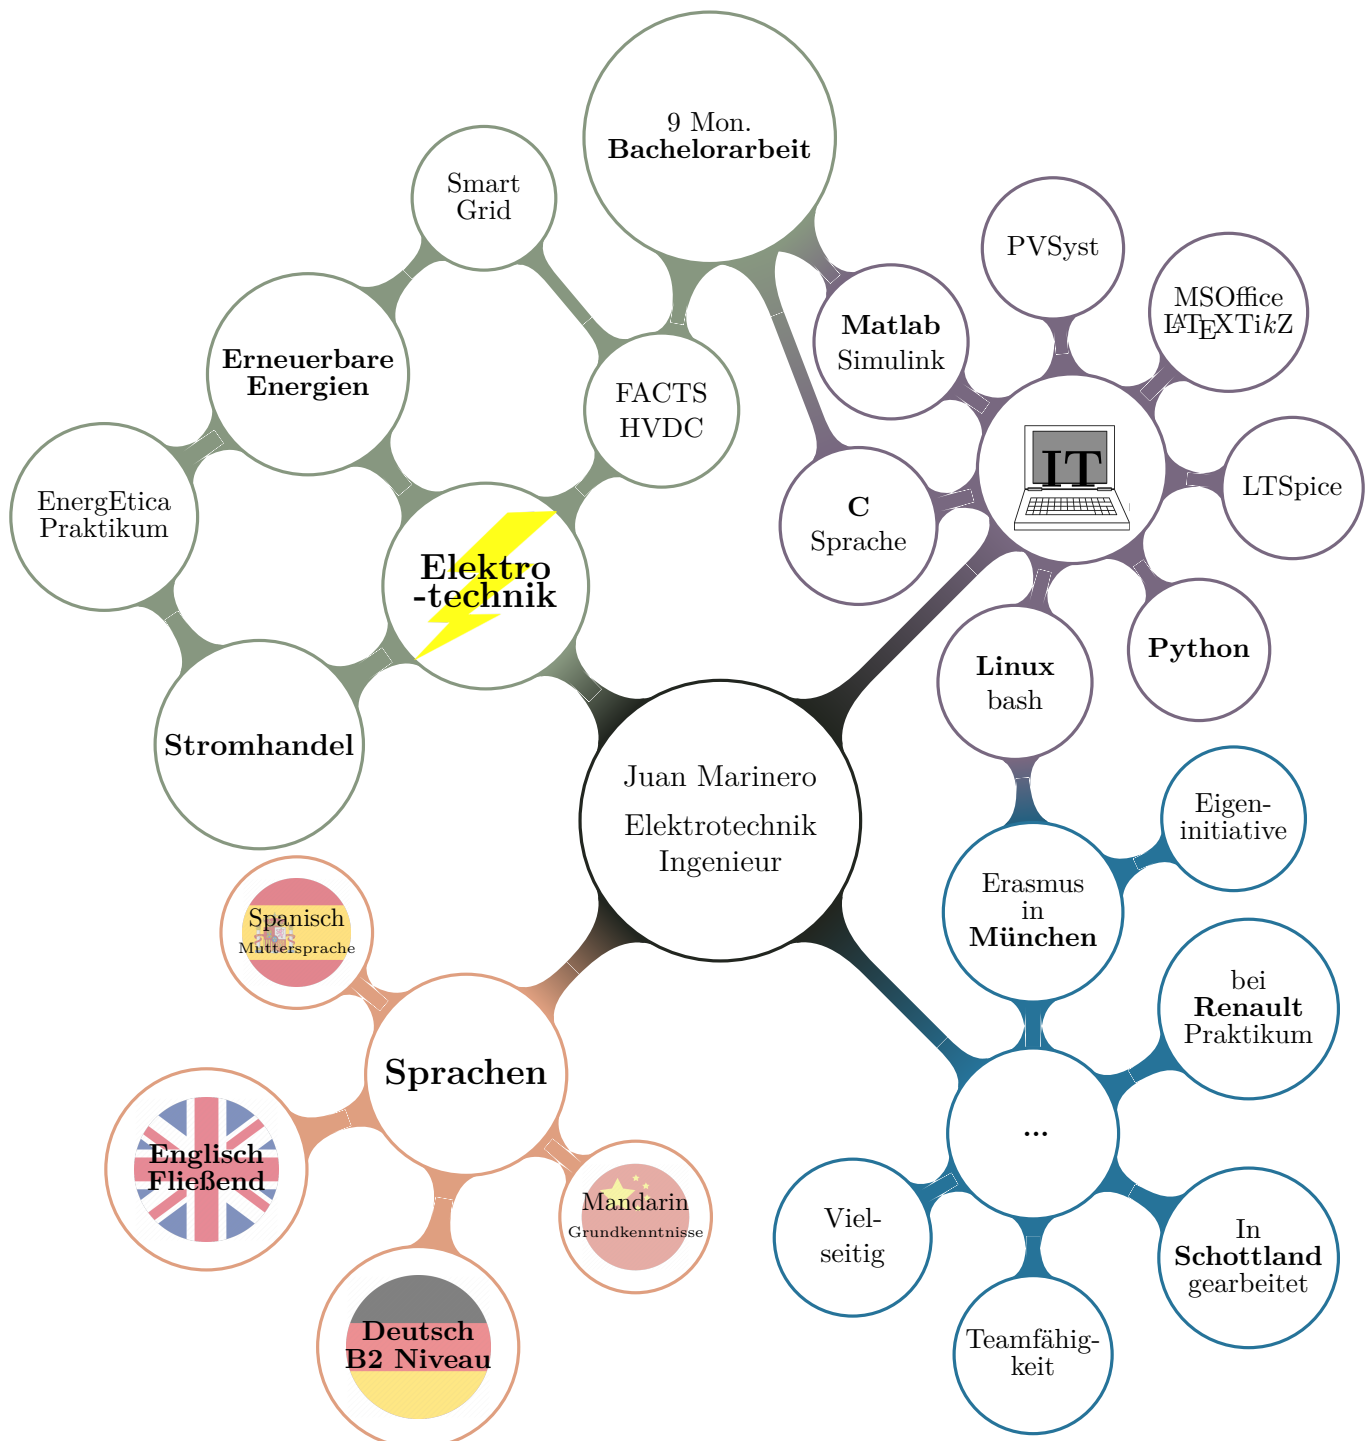 9 Mon.
Bachelorarbeit
Smart
Grid
PVSyst
MSOffice
LATEXTikZ
Matlab
Simulink
Erneuerbare
Energien
FACTS
HVDC
IT
LTSpice
EnergEtica
Praktikum
C
Sprache
Elektro
-technik
Python
Linux
bash
Stromhandel
Juan Marinero
Elektrotechnik
Ingenieur
Eigen-
initiative
Erasmus
in
München
Spanisch
Muttersprache
bei
Renault
Praktikum
Sprachen
...
Englisch
Fließend
Mandarin
Grundkenntnisse
Viel-
seitig
In
Schottland
gearbeitet
Deutsch
B2 Niveau
Teamfähig-
keit